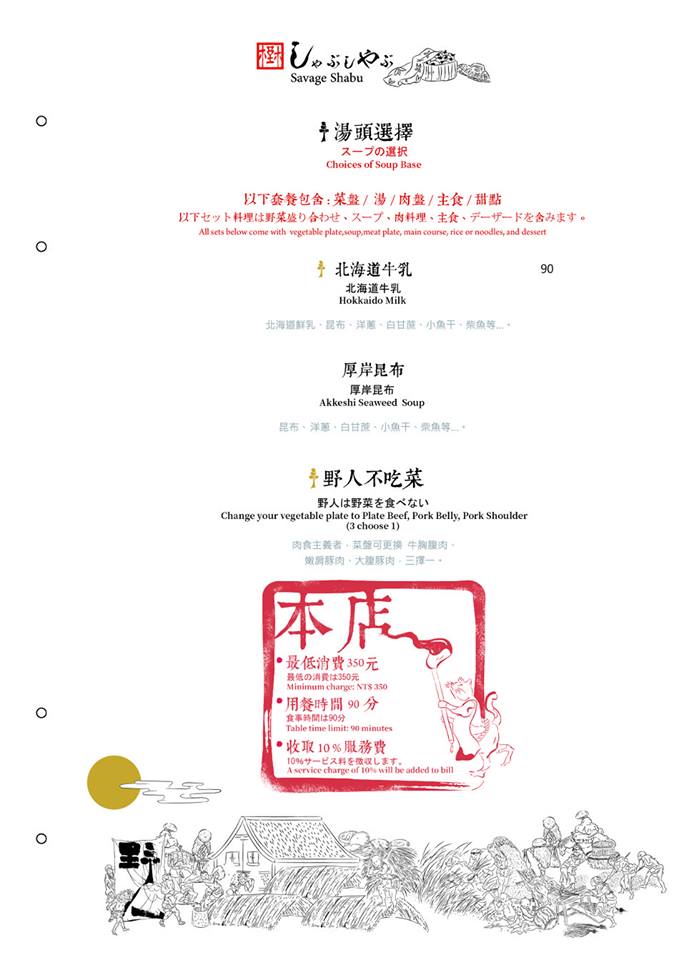 しゃぶしゃぶ
Savage Shabu
湯頭選擇
スープの選択
Choices of Soup Base
以下套餐包含：菜盤 / 湯 / 肉盤 / 主食 / 甜點
以下セット料理は野菜盛り合わせ、スープ、肉料理、主食、デーザードを含みます。
All sets below come with vegetable plate,soup,meat plate, main course, rice or noodles, and dessert
北海道牛乳 90
北海道牛乳
Hokkaido Milk
北海道鮮乳、昆布、洋蔥、白甘蔗、小魚干、柴魚等...。
厚岸昆布
厚岸昆布
Akkeshi Seaweed Soup
昆布、洋蔥、白甘蔗、小魚干、柴魚等...。
野人不吃菜
野人は野菜を食べない
Change your vegetable plate to Plate Beef, Pork Belly, Pork Shoulder
(3 choose 1)
肉食主義者，菜盤可更換 牛胸腹肉、
嫩肩豚肉、大腹豚肉，三擇一。
本店
最低消費 350元
最低の消費は350元
Minimum charge: NT$ 350
用餐時間 90 分
食事時間は90分
Table time limit: 90 minutes
收取 10 % 服務費
10%サービス料を徴収します。
A service charge of 10% will be added to bill
野人